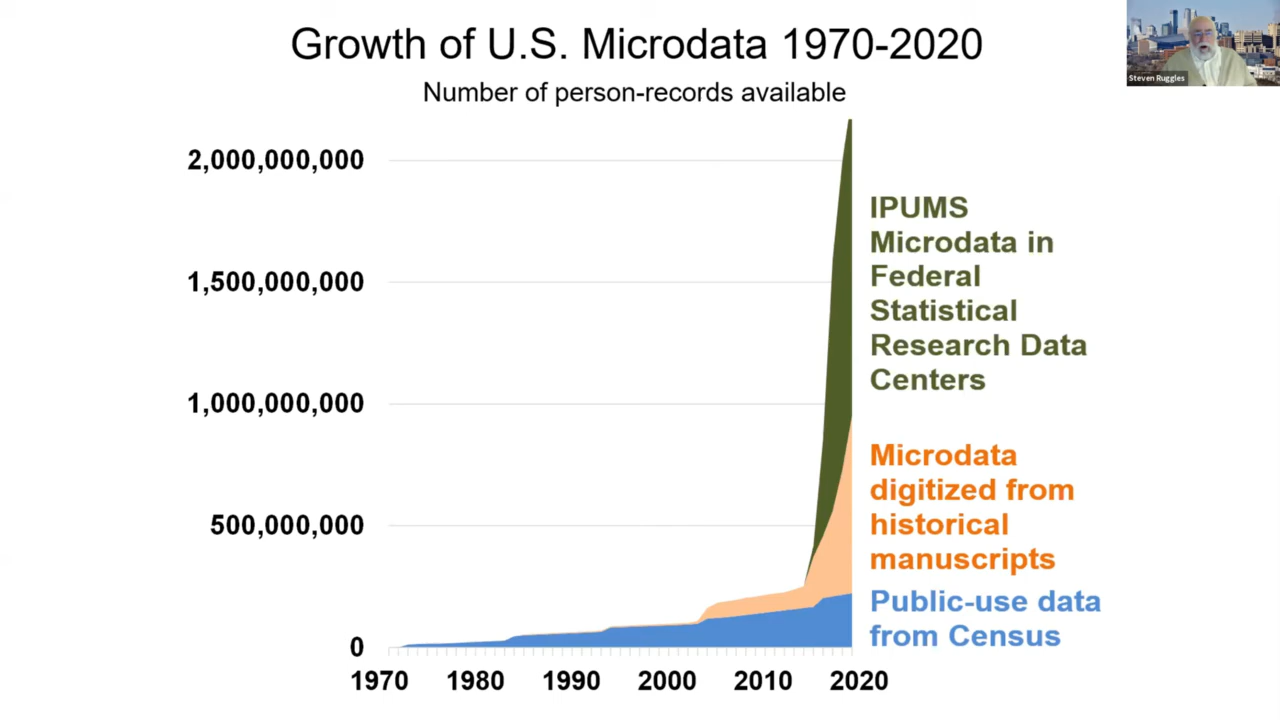 Growth of U.S. Microdata 1970-2020
Number of person-records available
Steven Ruggles
2,000,000,000
1,500,000,000
1,000,000,000
500,000,000
0
1970 1980 1990 2000 2010 2020
IPUMS
Microdata in
Federal
Statistical
Research Data
Centers
Microdata
digitized from
historical
manuscripts
Public-use data
from Census